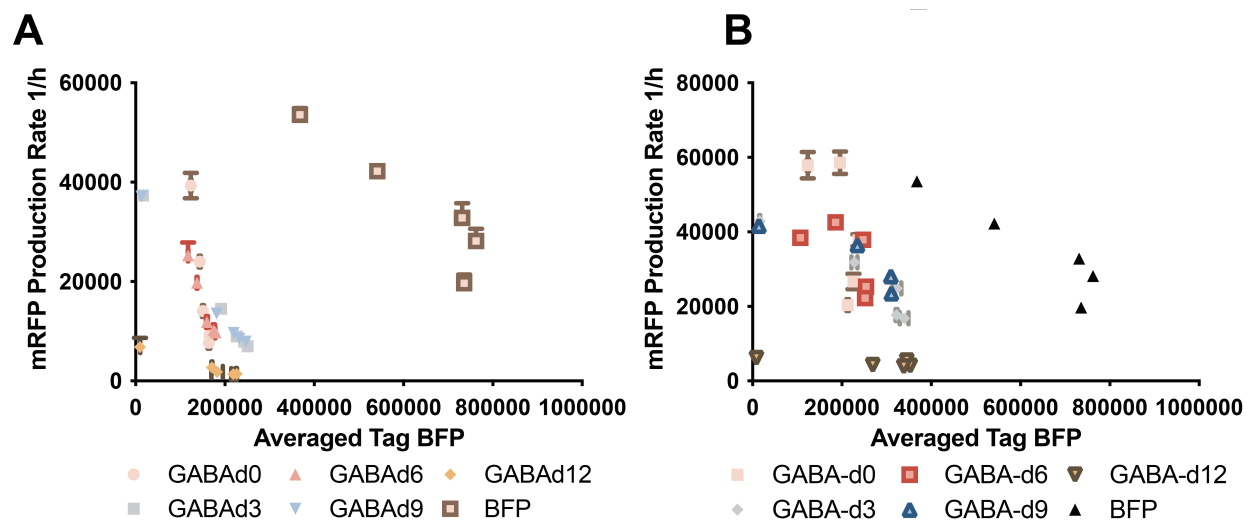 A
mRFP Production Rate 1/h
60000
40000
20000
0
0 200000 400000 600000 800000 1000000
Averaged Tag BFP
GABAd0 GABAd6 GABAd12
GABAd3 GABAd9 BFP
B
mRFP Production Rate 1/h
80000
60000
40000
20000
0
0 200000 400000 600000 800000 1000000
Averaged Tag BFP
GABA-d0 GABA-d6 GABA-d12
GABA-d3 GABA-d9 BFP